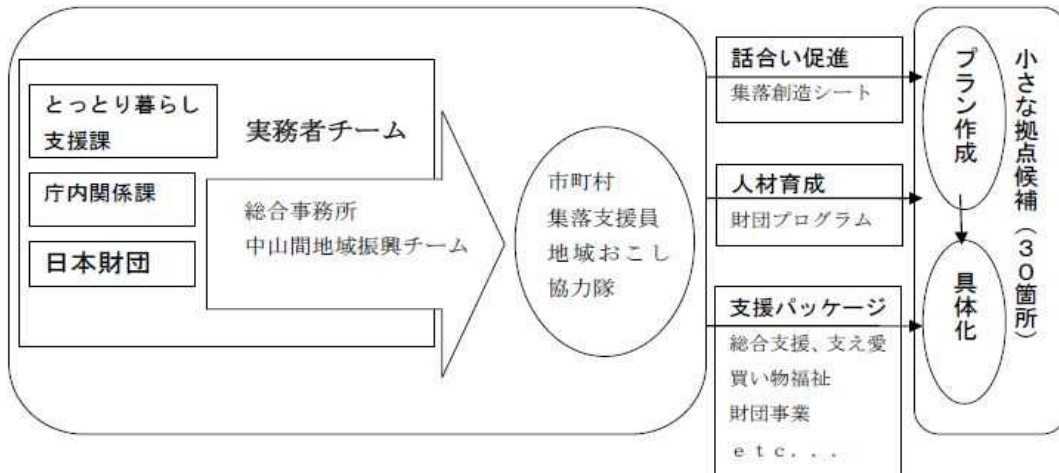 とっとり暮らし
支援課
実務者チーム
庁内関係課
日本財団
総合事務所
中山間地域振興チーム
市町村
集落支援員
地域おこし
協力隊
話合い促進
集落創造シート
人材育成
財団プログラム
支援パッケージ
総合支援、支え愛
買い物福祉
財団事業
ｅｔｃ．．．
プラン作成
具体化
小さな拠点候補（３０箇所）